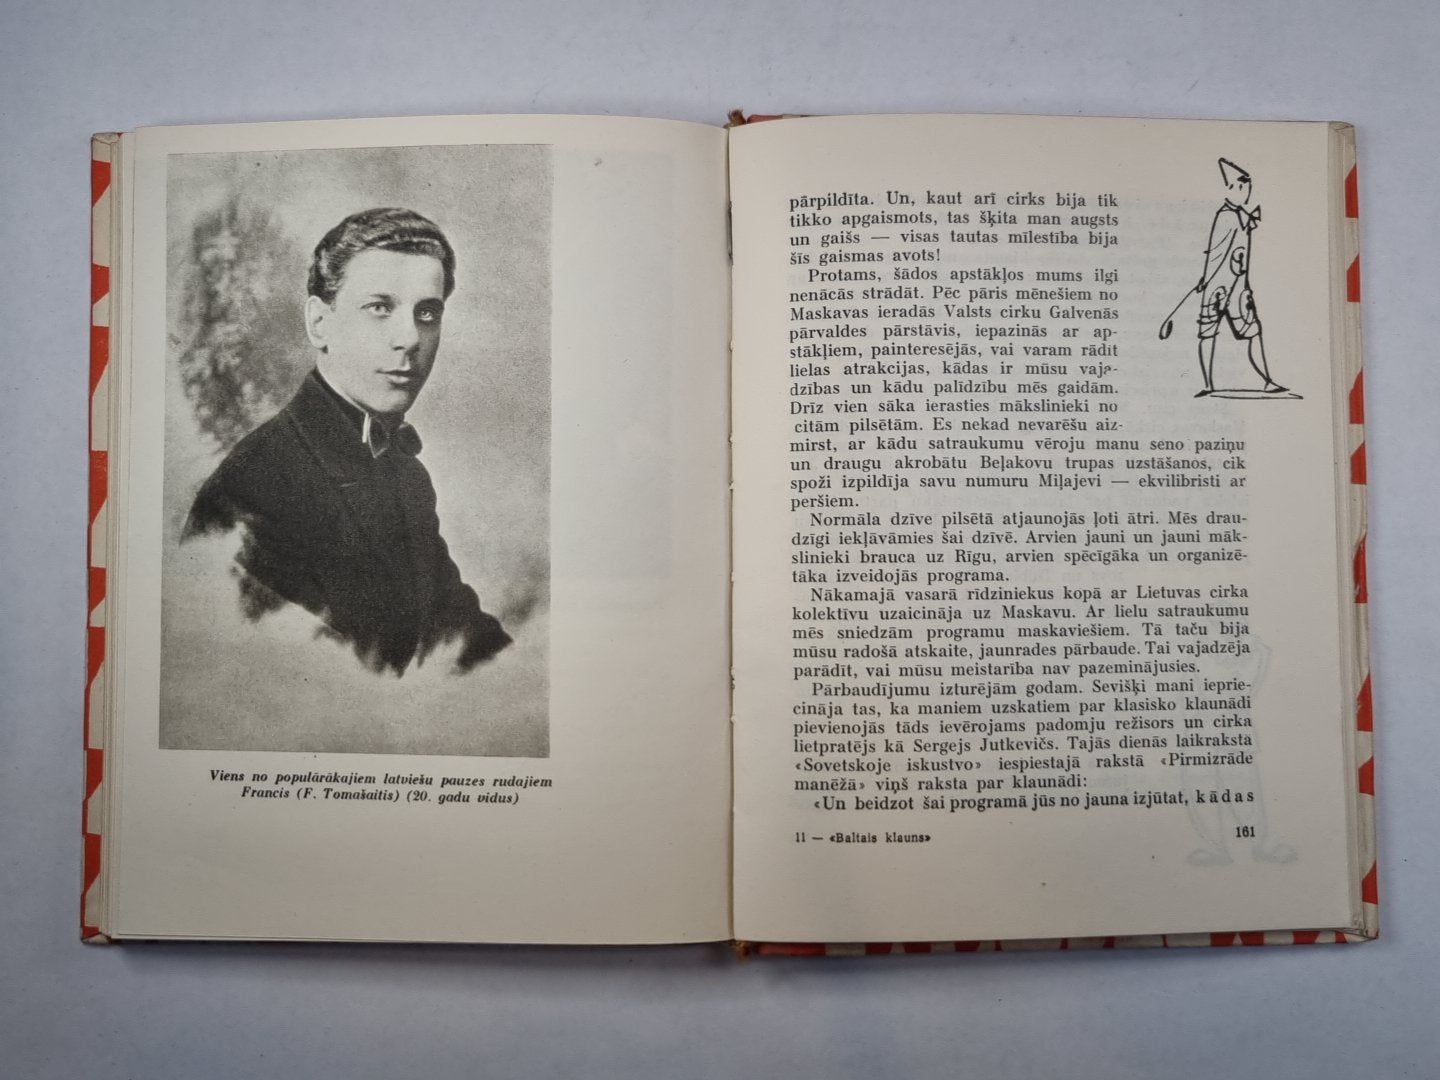 Viens no populārākajiem latviešu pauzes rudajiem
Francis (F. Tomašaitis) (20. gadu vidus)
pārpildīta. Un, kaut arī cirks bija tik
tikko apgaismots, tas šķita man augsts
un gaišs — visas tautas mīlestība bija
šīs gaismas avots!
Protams, šādos apstākļos mums ilgi
nenācās strādāt. Pēc pāris mēnešiem no
Maskavas ieradās Valsts cirku Galvenās
pārvaldes pārstāvis, iepazinās ar ap-
stākļiem, painteresējās, vai varam rādīt
lielas atrakcijas, kādas ir mūsu vaja-
dzības un kādu palīdzību mēs gaidām.
Drīz vien sāka ierasties mākslinieki no
citām pilsētām. Es nekad nevarēšu aiz-
mirst, ar kādu satraukumu vēroju manu seno paziņu
un draugu akrobātu Beļakovu trupas uzstāšanos, cik
spoži izpildīja savu numuru Miļajevi — ekvilibristi ar
peršiem.
Normāla dzīve pilsētā atjaunojās ļoti ātri. Mēs drau-
dzīgi iekļāvāmies šai dzīvē. Arvien jauni un jauni māk-
slinieki brauca uz Rīgu, arvien spēcīgāka un organizē-
tāka izveidojās programa.
Nākamajā vasarā rīdziniekus kopā ar Lietuvas cirka
kolektīvu uzaicināja uz Maskavu. Ar lielu satraukumu
mēs sniedzām programu maskaviešiem. Tā taču bija
mūsu radošā atskaite, jaunrades pārbaude. Tai vajadzēja
parādīt, vai mūsu meistarība nav pazeminājusies.
Pārbaudījumu izturējām godam. Sevišķi mani ieprie-
cināja tas, ka maniem uzskatiem par klasisko klaunādi
pievienojās tāds ievērojams padomju režisors un cirka
lietpratējs kā Sergejs Jutkevičs. Tajās dienās laikrakstā
«Sovetskoje iskustvo» iespiestajā rakstā «Pirmizrāde
manēžā» viņš raksta par klaunādi:
«Un beidzot šai programā jūs no jauna izjūtat, kādas
11 — «Baltais klauns»
161